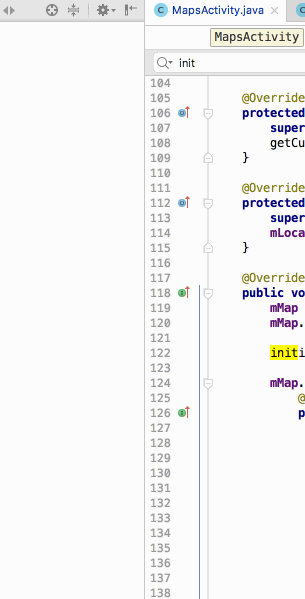 MapsActivity.java
MapsActivity
init
104
105 @Override
106 protected
107 super
108 getCu
109 }
110
111 @Override
112 protected
113 super
114 mLoca
115 }
116
117 @Override
118 public vo
119 mMap
120 mMap.
121
122 initi
123
124 mMap.
125 @
126 p
127
128
129
130
131
132
133
134
135
136
137
138